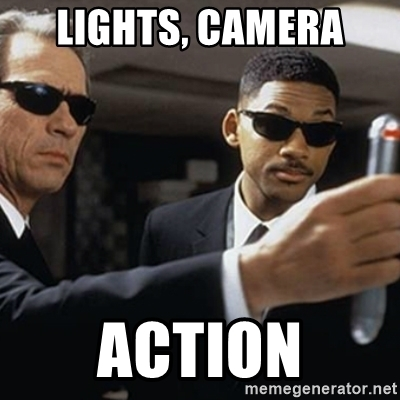 LIGHTS, CAMERA
ACTION
memegenerator.net